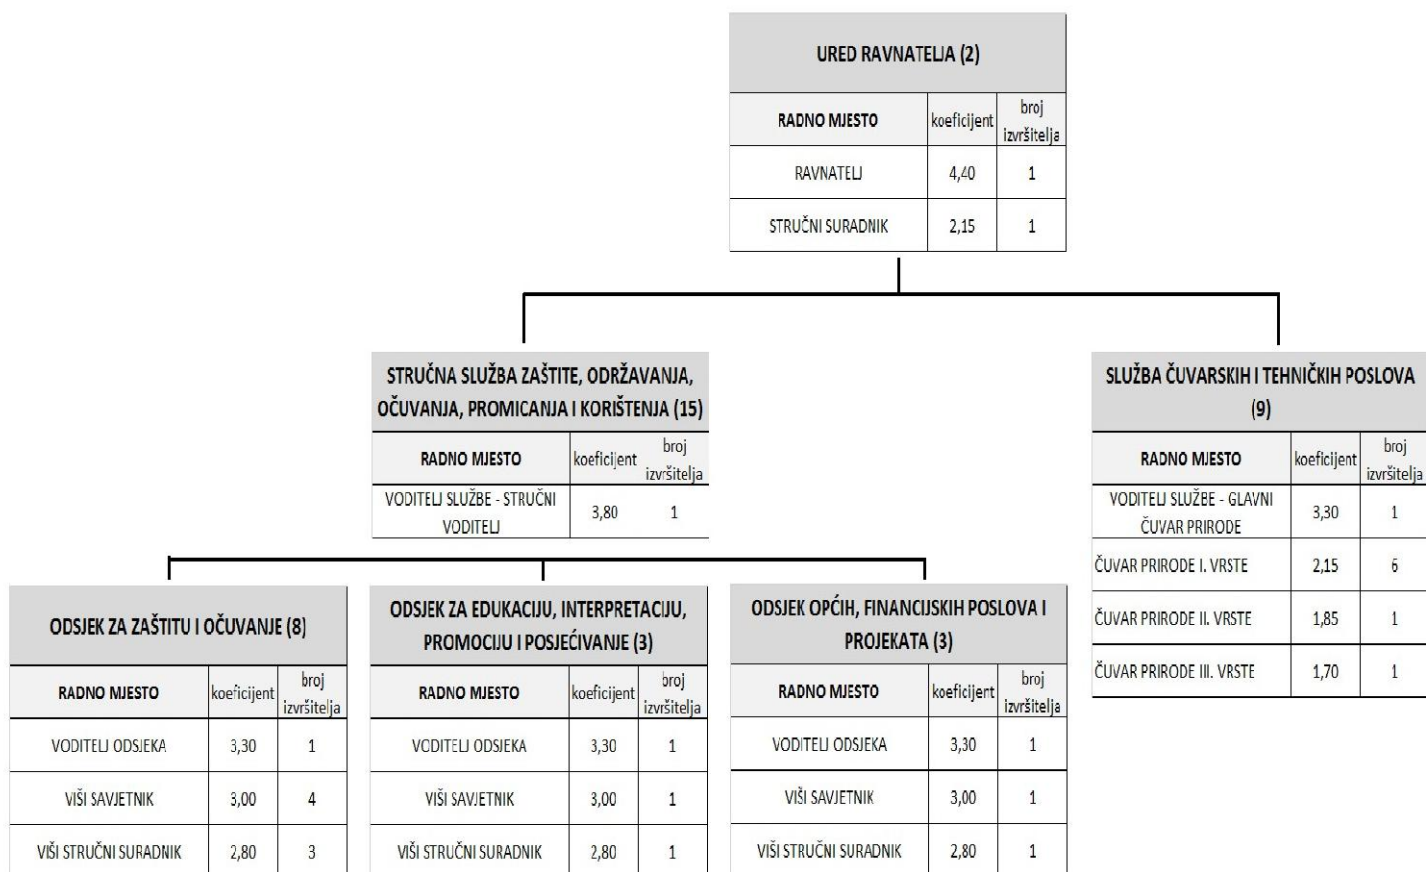 URED RAVNATELJA (2)
RADNO MJESTO koeficijent broj izvršitelja
RAVNATELJ 4,40 1
STRUČNI SURADNIK 2,15 1
STRUČNA SLUŽBA ZAŠTITE, ODRŽAVANJA,
OČUVANJA, PROMICANJA I KORIŠTENJA (15)
RADNO MJESTO koeficijent broj izvršitelja
VODITELJ SLUŽBE - STRUČNI
VODITELJ 3,80 1
SLUŽBA ČUVARSKIH I TEHNIČKIH POSLOVA
(9)
RADNO MJESTO koeficijent broj izvršitelja
VODITELJ SLUŽBE - GLAVNI
ČUVAR PRIRODE 3,30 1
ČUVAR PRIRODE I. VRSTE 2,15 6
ČUVAR PRIRODE II. VRSTE 1,85 1
ČUVAR PRIRODE III. VRSTE 1,70 1
ODSJEK ZA ZAŠTITU I OČUVANJE (8)
RADNO MJESTO koeficijent broj izvršitelja
VODITELJ ODSJEKA 3,30 1
VIŠI SAVJETNIK 3,00 4
VIŠI STRUČNI SURADNIK 2,80 3
ODSJEK ZA EDUKACIJU, INTERPRETACIJU,
PROMOCIJU I POSJEĆIVANJE (3)
RADNO MJESTO koeficijent broj izvršitelja
VODITELJ ODSJEKA 3,30 1
VIŠI SAVJETNIK 3,00 1
VIŠI STRUČNI SURADNIK 2,80 1
ODSJEK OPĆIH, FINANCIJSKIH POSLOVA I
PROJEKATA (3)
RADNO MJESTO koeficijent broj izvršitelja
VODITELJ ODSJEKA 3,30 1
VIŠI SAVJETNIK 3,00 1
VIŠI STRUČNI SURADNIK 2,80 1